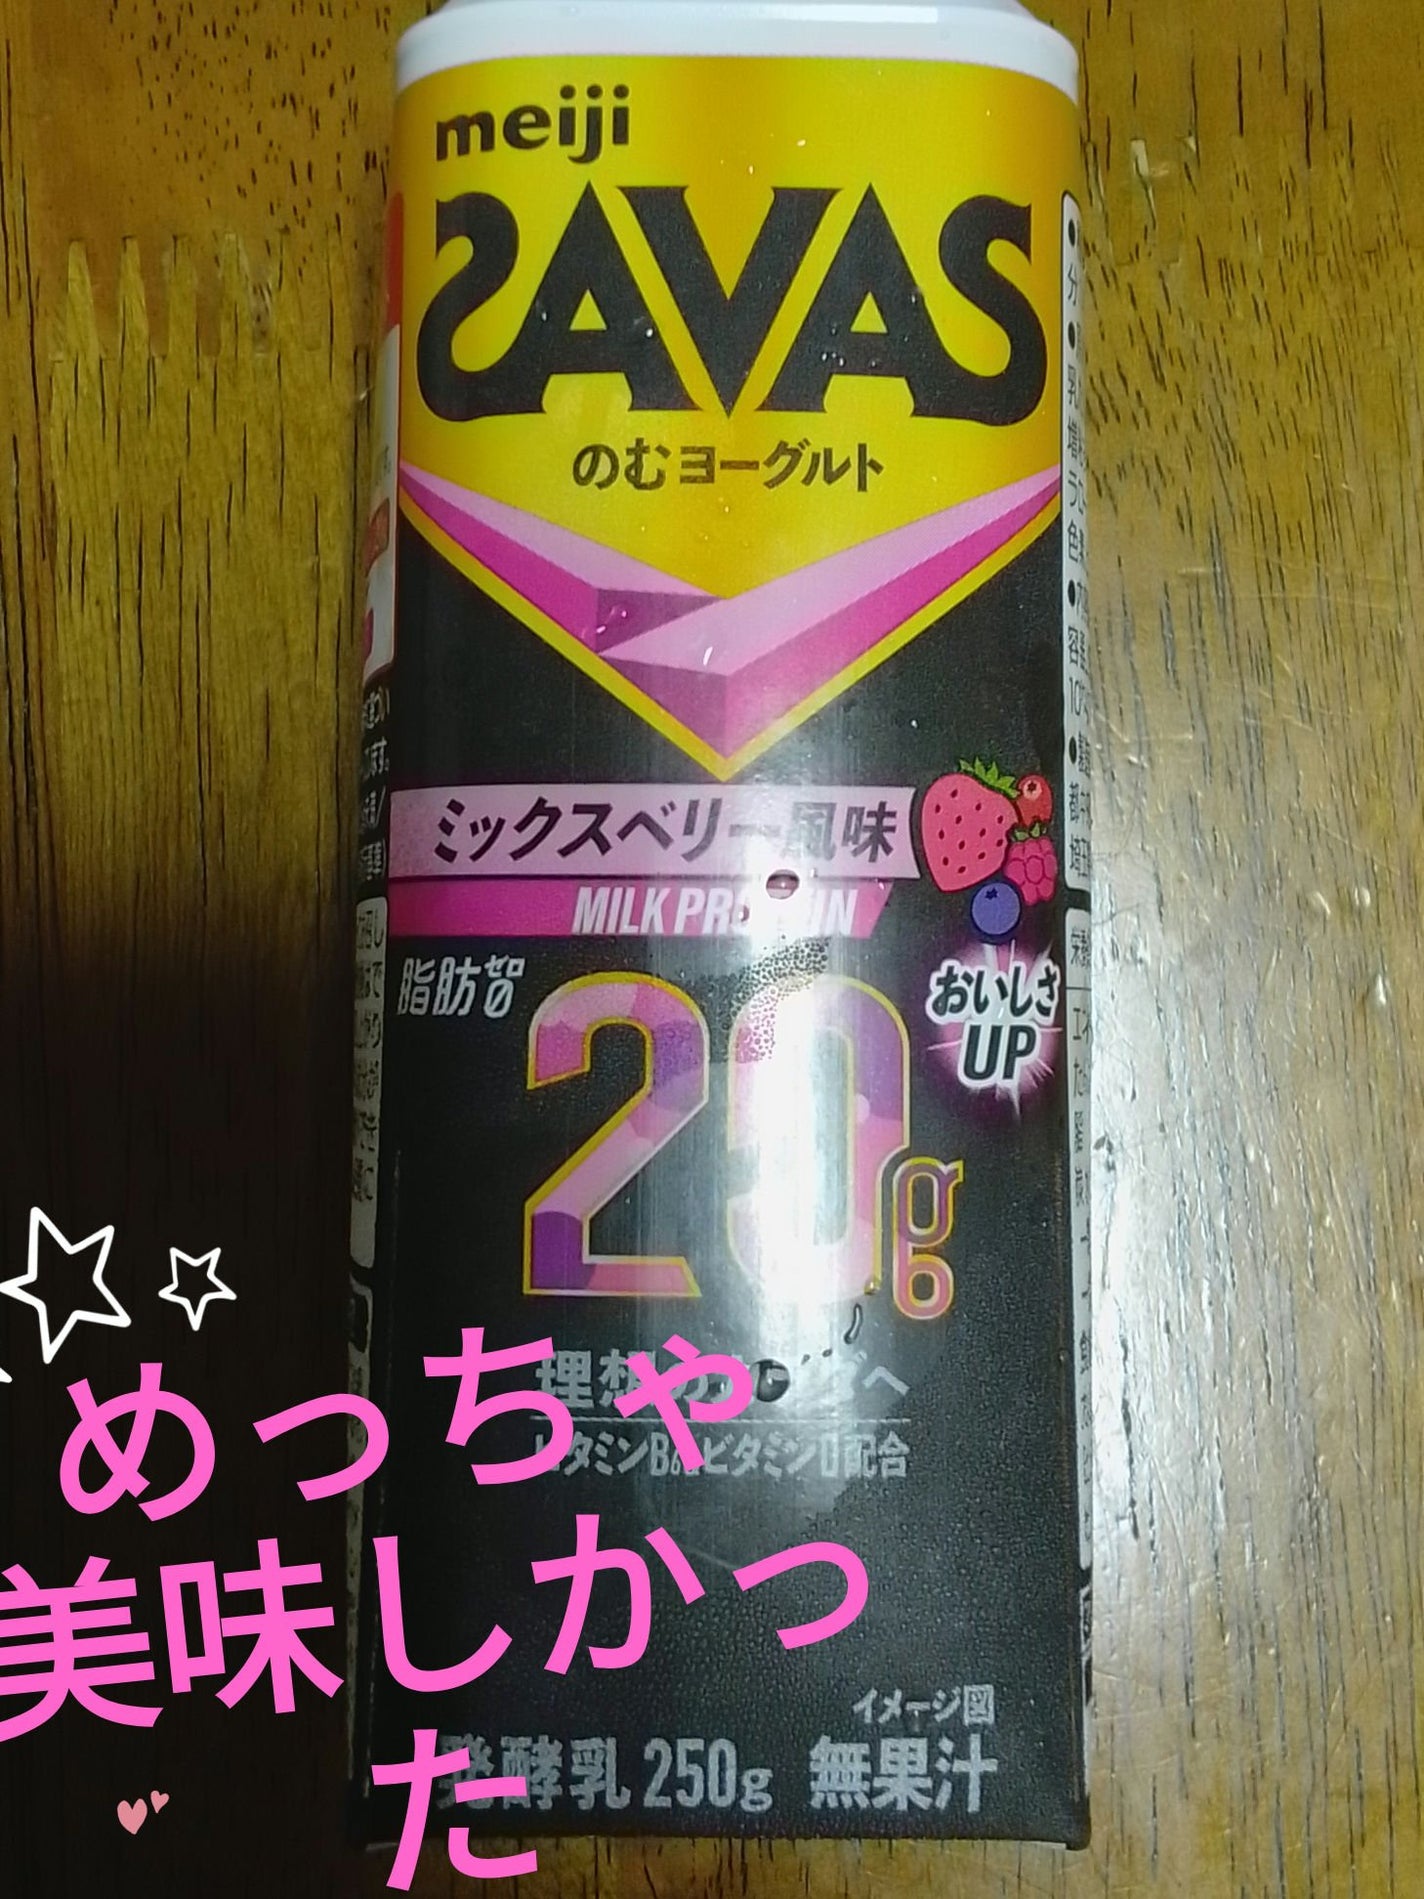 meiji
SAVAS
のむヨーグルト
ミックスベリー風味
MILK PROTEIN
脂肪ゼロ0
20g
おいしさ
UP
理想の
へ
ビタミンB6&ビタミンD配合
めっちゃ
美味しかっ
た
イメージ図
発酵乳 250g 無果汁